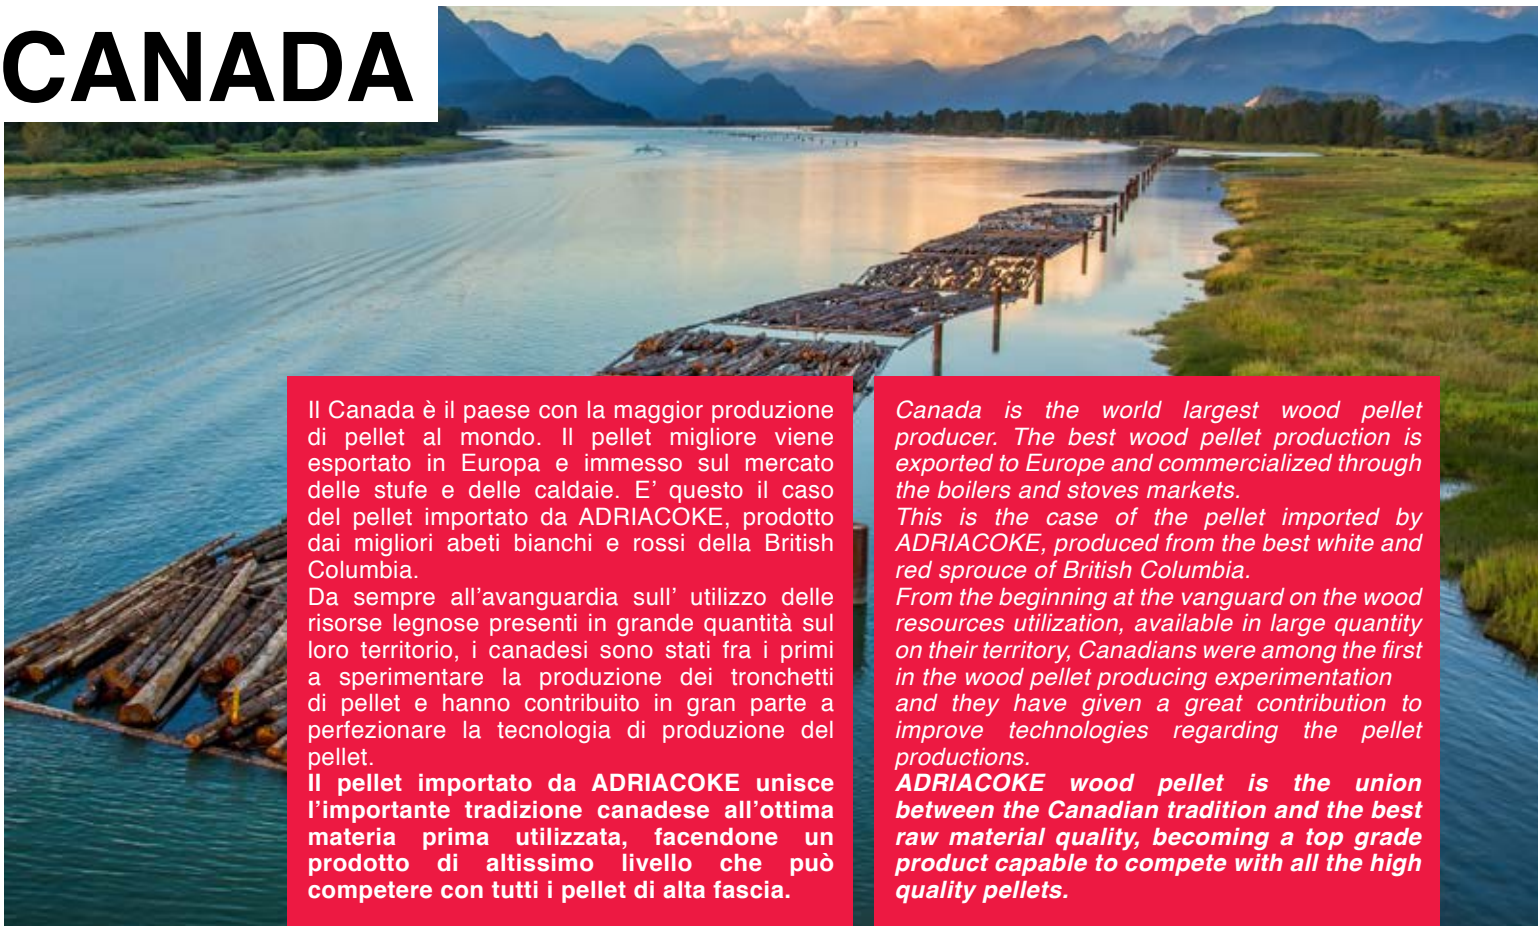 CANADA
Il Canada è il paese con la maggior produzione
di pellet al mondo. Il pellet migliore viene
esportato in Europa e immesso sul mercato
delle stufe e delle caldaie. E’ questo il caso
del pellet importato da ADRIACOKE, prodotto
dai migliori abeti bianchi e rossi della British
Columbia.
Da sempre all’avanguardia sull’ utilizzo delle
risorse legnose presenti in grande quantità sul
loro territorio, i canadesi sono stati fra i primi
a sperimentare la produzione dei tronchetti
di pellet e hanno contribuito in gran parte a
perfezionare la tecnologia di produzione del
pellet.
Il pellet importato da ADRIACOKE unisce
l’importante tradizione canadese all’ottima
materia prima utilizzata, facendone un
prodotto di altissimo livello che può
competere con tutti i pellet di alta fascia.
Canada is the world largest wood pellet
producer. The best wood pellet production is
exported to Europe and commercialized through
the boilers and stoves markets.
This is the case of the pellet imported by
ADRIACOKE, produced from the best white and
red sprouce of British Columbia.
From the beginning at the vanguard on the wood
resources utilization, available in large quantity
on their territory, Canadians were among the first
in the wood pellet producing experimentation
and they have given a great contribution to
improve technologies regarding the pellet
productions.
ADRIACOKE wood pellet is the union
between the Canadian tradition and the best
raw material quality, becoming a top grade
product capable to compete with all the high
quality pellets.